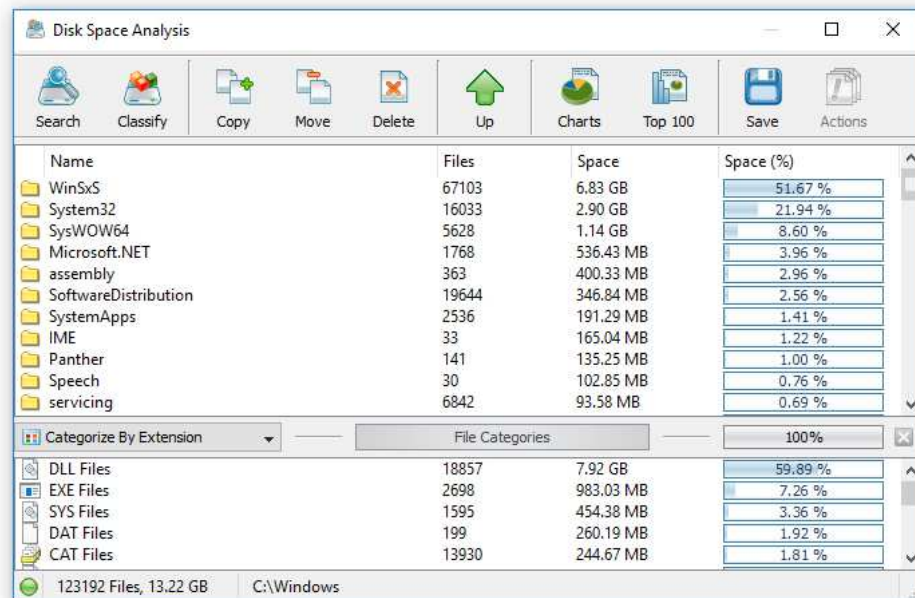 Disk Space Analysis
Search Classify Copy Move Delete Up Charts Top 100 Save Actions
Name Files Space Space (%)
WinSxS 67103 6.83 GB 51.67 %
System32 16033 2.90 GB 21.94 %
SysWOW64 5628 1.14 GB 8.60 %
Microsoft.NET 1768 536.43 MB 3.96 %
assembly 363 400.33 MB 2.96 %
SoftwareDistribution 19644 346.84 MB 2.56 %
SystemApps 2536 191.29 MB 1.41 %
IME 33 165.04 MB 1.22 %
Panther 141 135.25 MB 1.00 %
Speech 30 102.85 MB 0.76 %
servicing 6842 93.58 MB 0.69 %
Categorize By Extension File Categories 100%
DLL Files 18857 7.92 GB 59.89 %
EXE Files 2698 983.03 MB 7.26 %
SYS Files 1595 454.38 MB 3.36 %
DAT Files 199 260.19 MB 1.92 %
CAT Files 13930 244.67 MB 1.81 %
123192 Files, 13.22 GB C:\Windows